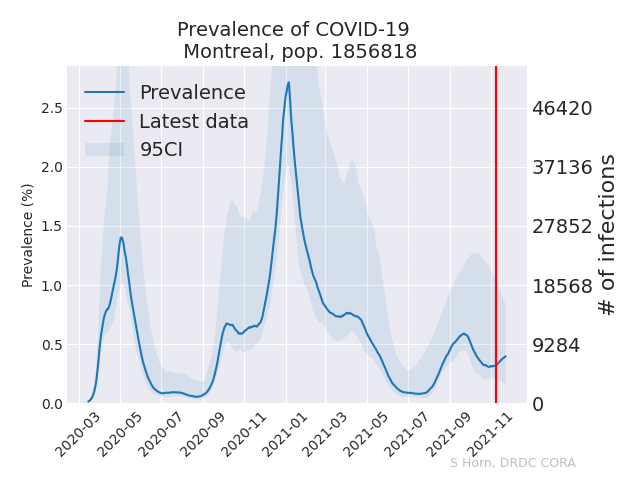 Prevalence of COVID-19
Montreal, pop. 1856818
Prevalence
Latest data
95CI
Prevalence (%)
2.5
2.0
1.5
1.0
0.5
0.0
46420
37136
27852
18568
9284
0
# of infections
2020-03
2020-05
2020-07
2020-09
2020-11
2021-01
2021-03
2021-05
2021-07
2021-09
2021-11
S Horn, DRDC CORA